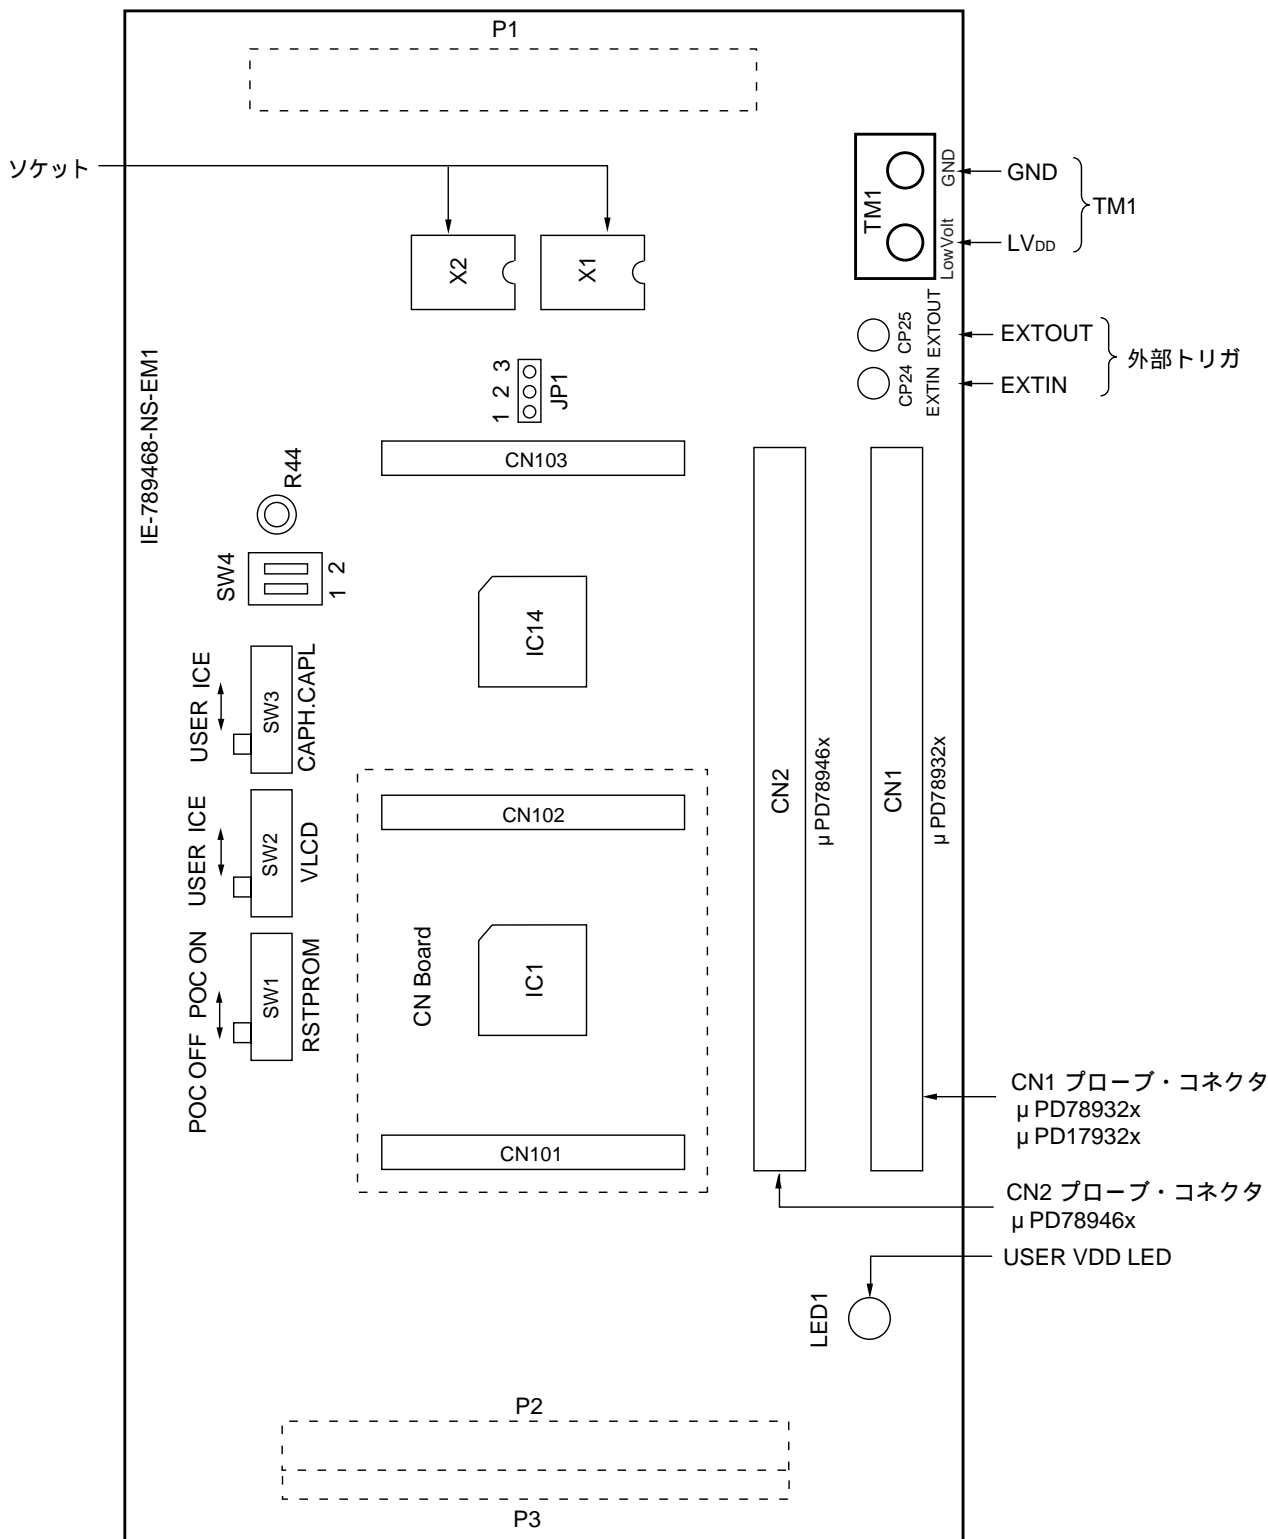 P1
ソケット
X2
X1
TM1
GND
LowVolt
GND
LVDD
TM1
CP25
EXTOUT
CP24
EXTIN
EXTOUT
EXTIN
外部トリガ
IE-789468-NS-EM1
1 2 3
JP1
CN103
R44
SW4
1 2
IC14
USER ICE
SW3
CAPH.CAPL
USER ICE
SW2
VLCD
POC OFF POC ON
SW1
RSTPROM
CN102
CN Board
IC1
CN101
CN2
μPD78946x
CN1
μPD78932x
CN1 プローブ・コネクタ
μPD78932x
μPD17932x
CN2 プローブ・コネクタ
μPD78946x
USER VDD LED
LED1
P2
P3